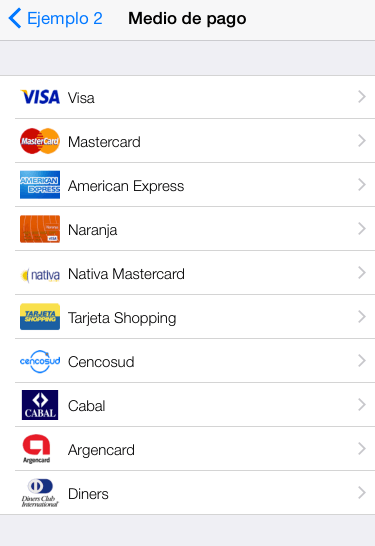 Ejemplo 2 Medio de pago
VISA Visa
MasterCard Mastercard
AMERICAN EXPRESS American Express
Naranja
VISA
nativa Nativa Mastercard
TARJETA SHOPPING Tarjeta Shopping
cencosud Cencosud
CABAL Cabal
Argencard Argencard
Diners Club International Diners